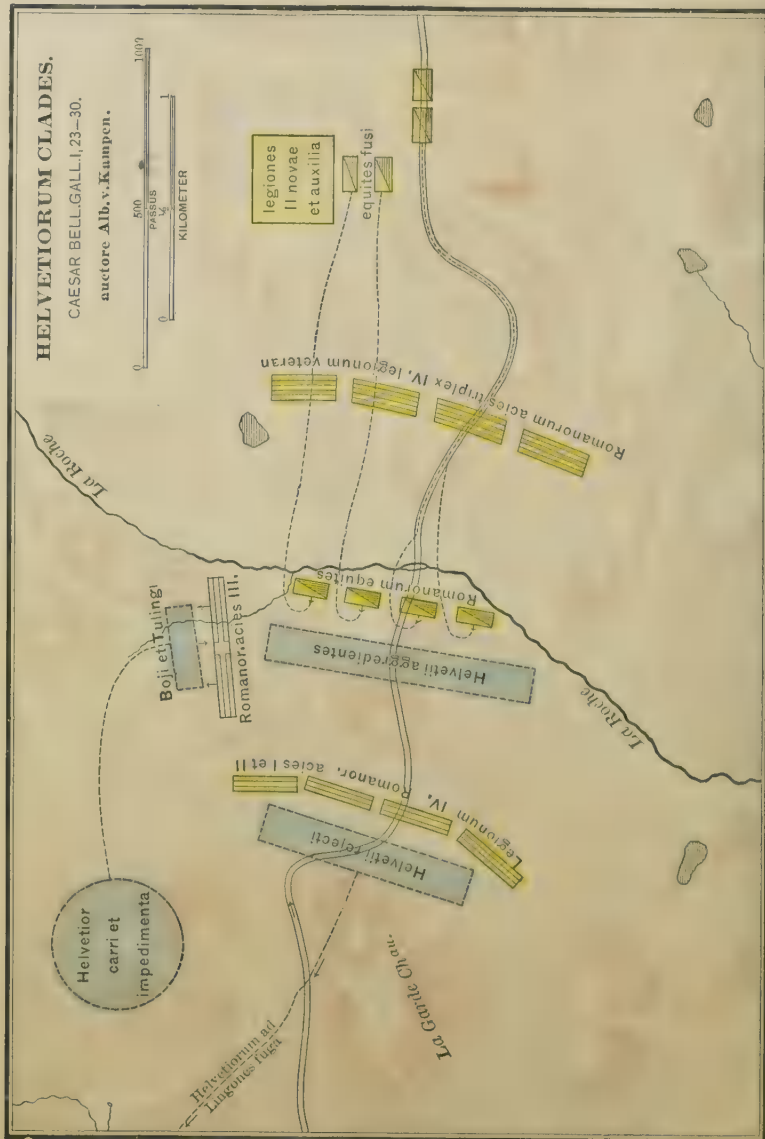 HELVETIORUM CLADES.
CAESAR BELL.GALL.I,23–30.
auctore Alb.v.Kampen.
0 500 1000
PASSUS
0 ½ 1
KILOMETER
legiones
II novae
et auxilia
equites fusi
Romanorum acies triplex IV. legionum veteran
La Roche
Romanorum equites
Boji et Tulingi
Romanor. acies III.
Helvetii aggredientes
La Roche
Legionum IV. Romanor. acies I et II
Helvetii rejecti
Helvetior
carri et
impedimenta
La Garde Chau.
Helvetiorum ad
Lingones fuga